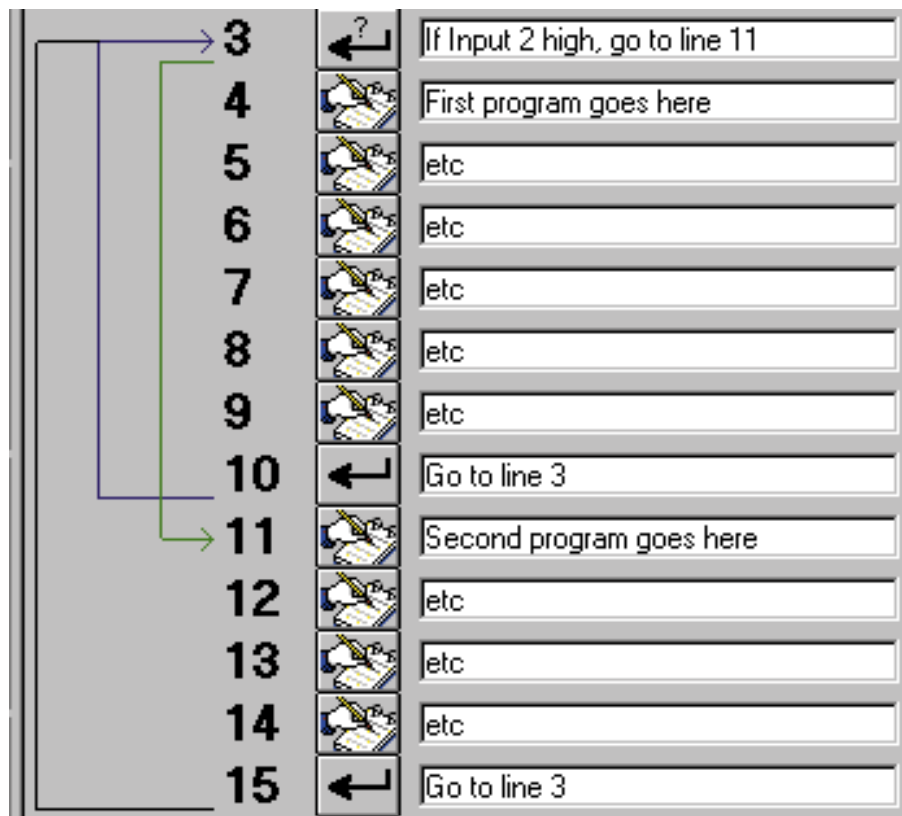 3 ? If Input 2 high, go to line 11
4 First program goes here
5 etc
6 etc
7 etc
8 etc
9 etc
10 Go to line 3
11 Second program goes here
12 etc
13 etc
14 etc
15 Go to line 3